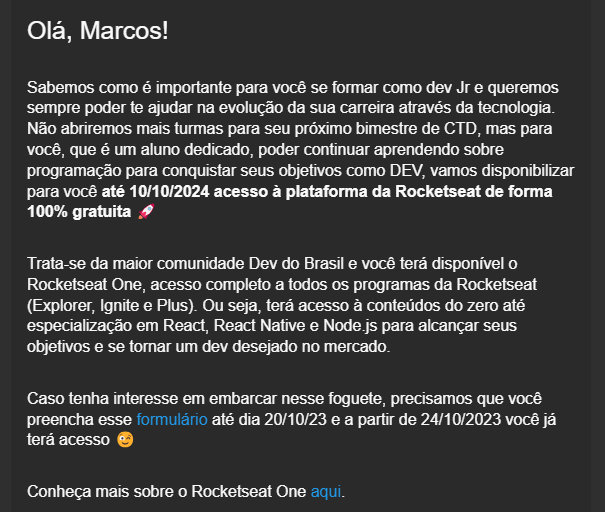 Olá, Marcos!
Sabemos como é importante para você se formar como dev Jr e queremos
sempre poder te ajudar na evolução da sua carreira através da tecnologia.
Não abriremos mais turmas para seu próximo bimestre de CTD, mas para
você, que é um aluno dedicado, poder continuar aprendendo sobre
programação para conquistar seus objetivos como DEV, vamos disponibilizar
para você até 10/10/2024 acesso à plataforma da Rocketseat de forma
100% gratuita 🚀
Trata-se da maior comunidade Dev do Brasil e você terá disponível o
Rocketseat One, acesso completo a todos os programas da Rocketseat
(Explorer, Ignite e Plus). Ou seja, terá acesso à conteúdos do zero até
especialização em React, React Native e Node.js para alcançar seus
objetivos e se tornar um dev desejado no mercado.
Caso tenha interesse em embarcar nesse foguete, precisamos que você
preencha esse formulário até dia 20/10/23 e a partir de 24/10/2023 você já
terá acesso 😉
Conheça mais sobre o Rocketseat One aqui.